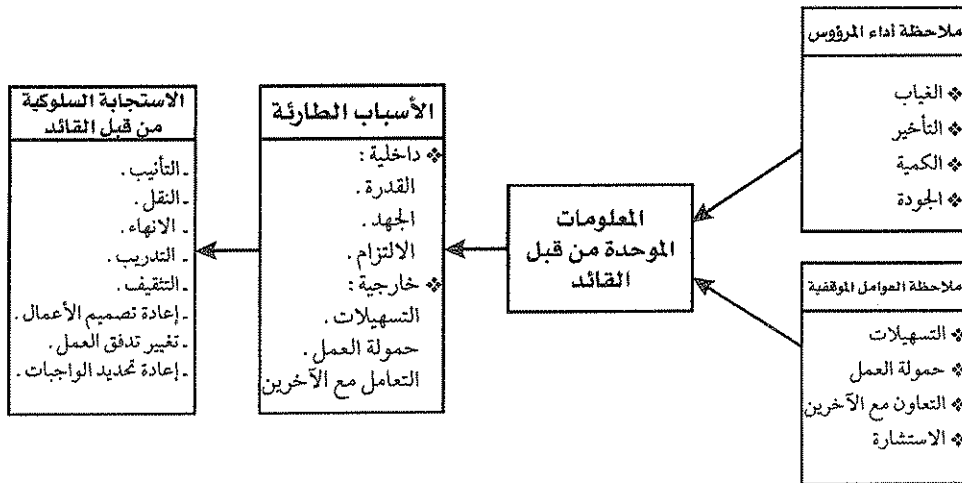 ملاحظة أداء المرؤوس
❖ الغياب
❖ التأخير
❖ الكمية
❖ الجودة
ملاحظة العوامل الموقفية
❖ التسهيلات
❖ حمولة العمل
❖ التعاون مع الآخرين
❖ الاستشارة
المعلومات
الموحدة من قبل
القائد
الأسباب الطارئة
❖ داخلية :
القدرة .
الجهد .
الالتزام .
❖ خارجية :
التسهيلات .
حمولة العمل .
التعامل مع الآخرين
الاستجابة السلوكية
من قبل القائد
ـ التأنيب .
ـ النقل .
ـ الانهاء .
ـ التدريب .
ـ التثقيف .
ـ إعادة تصميم الأعمال .
ـ تغيير تدفق العمل .
ـ إعادة تحديد الواجبات .